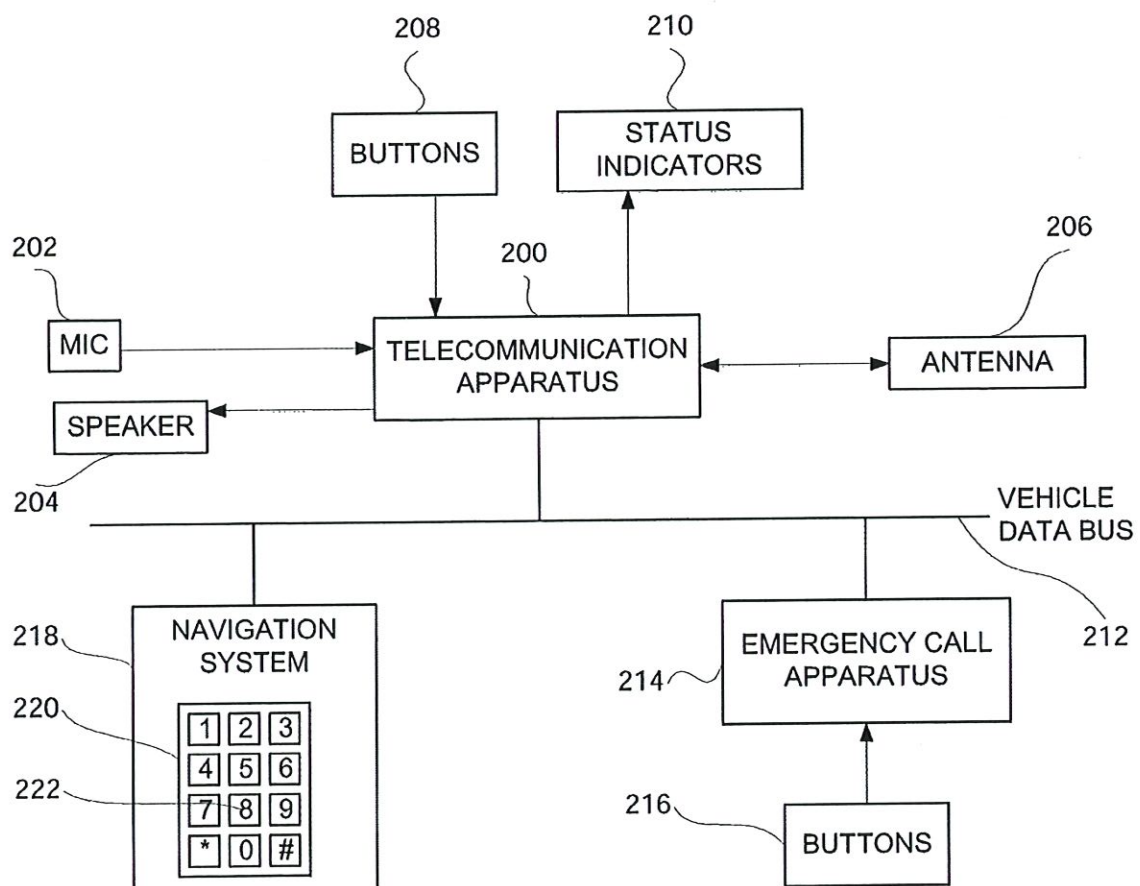 208
210
BUTTONS
STATUS
INDICATORS
202
200
206
MIC
TELECOMMUNICATION
APPARATUS
ANTENNA
SPEAKER
204
VEHICLE
DATA BUS
212
218
NAVIGATION
SYSTEM
214
EMERGENCY CALL
APPARATUS
220
1 2 3
4 5 6
222
7 8 9
* 0 #
216
BUTTONS